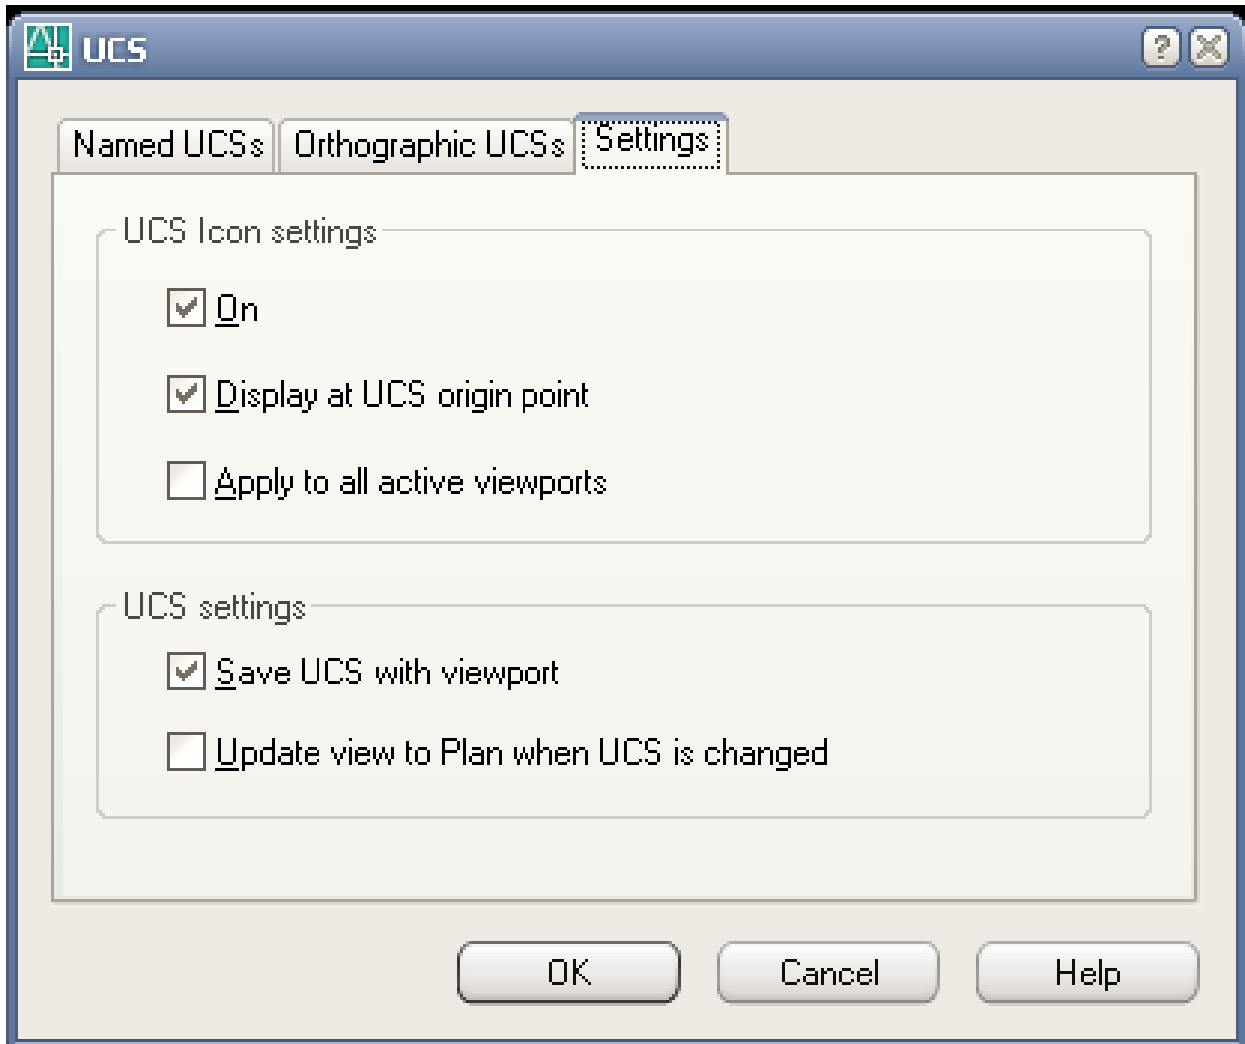 UCS
?
Named UCSs Orthographic UCSs Settings
UCS Icon settings
On
Display at UCS origin point
Apply to all active viewports
UCS settings
Save UCS with viewport
Update view to Plan when UCS is changed
OK Cancel Help